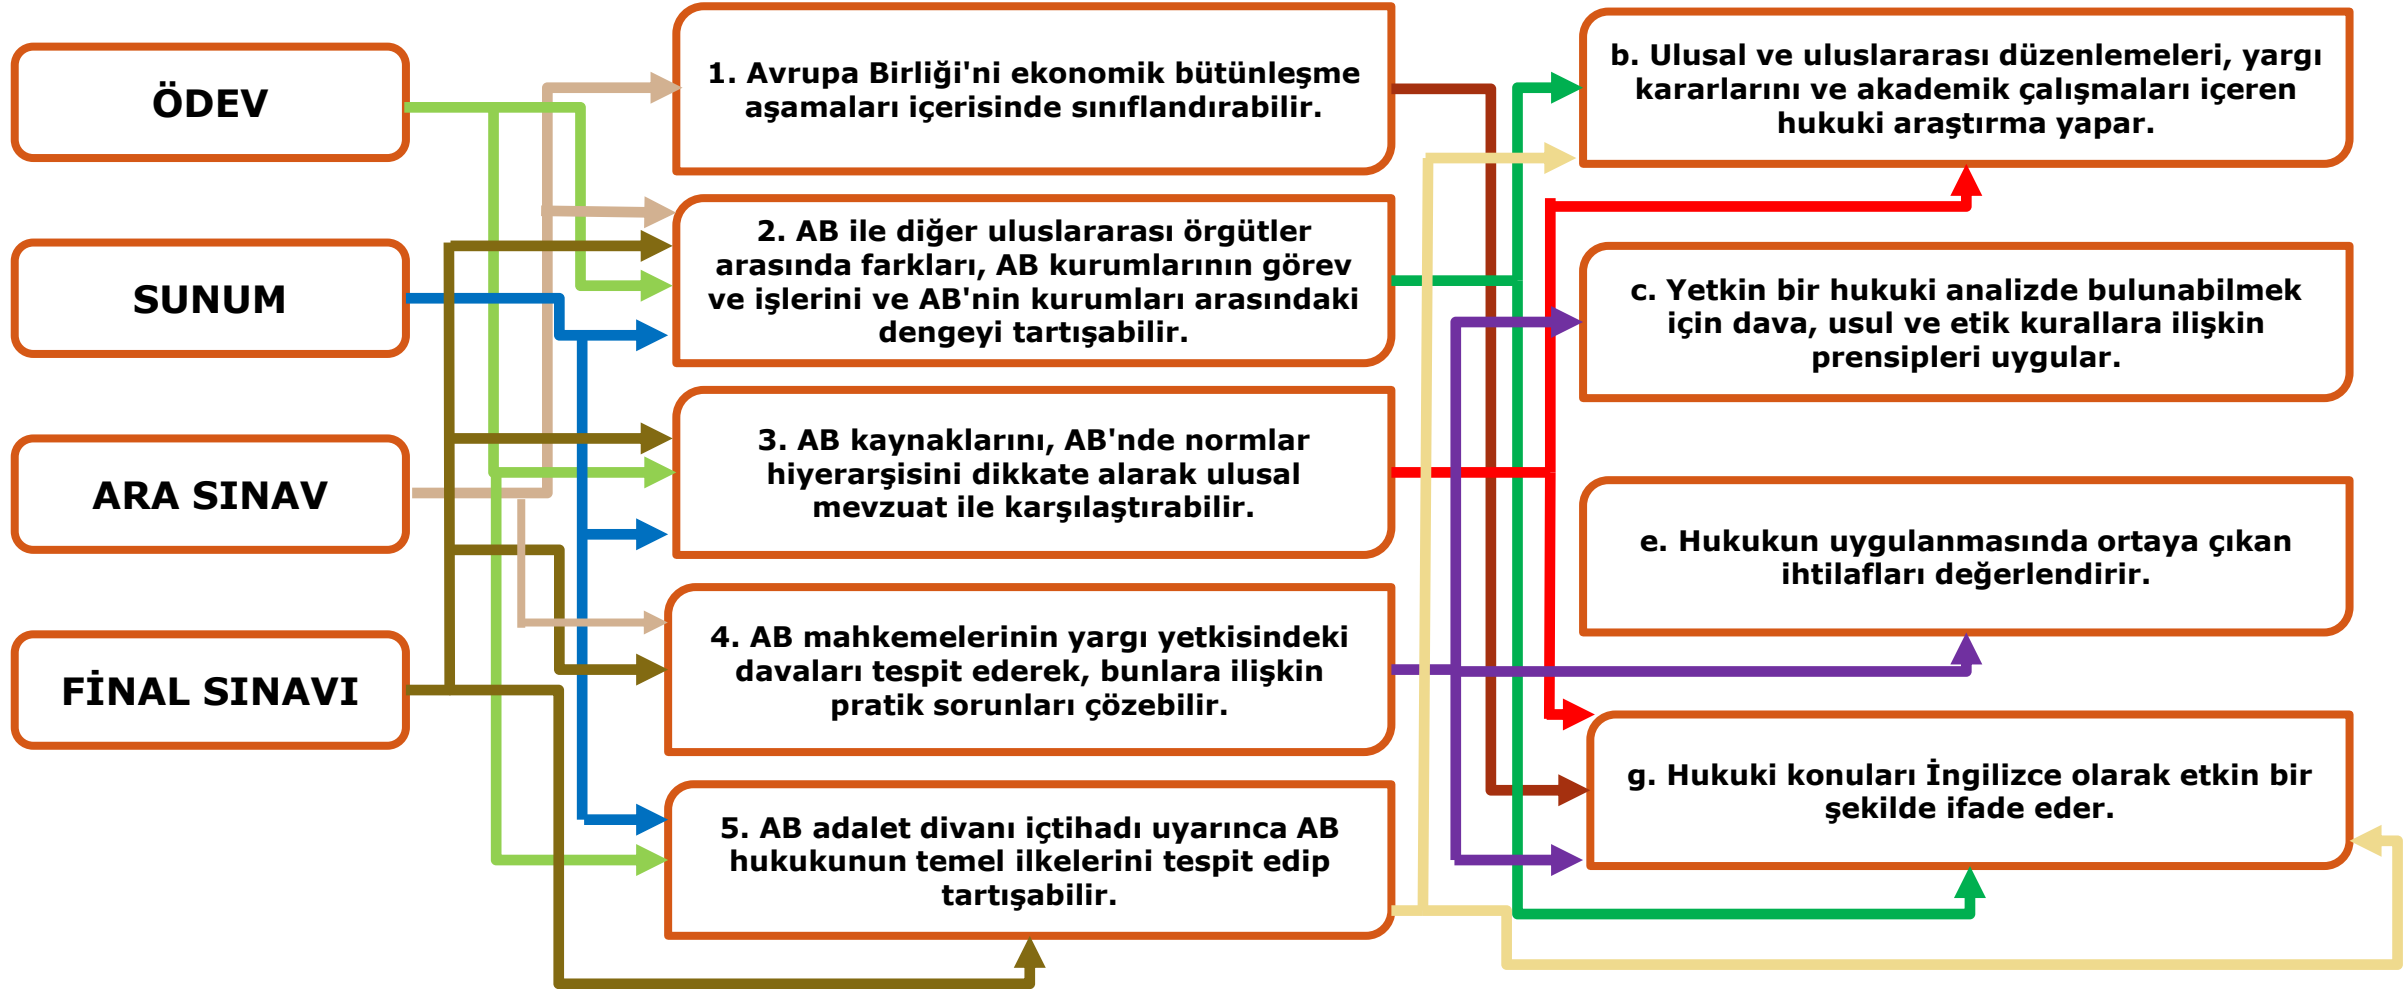 ÖDEV
SUNUM
ARA SINAV
FİNAL SINAVI
1. Avrupa Birliği'ni ekonomik bütünleşme
aşamaları içerisinde sınıflandırabilir.
2. AB ile diğer uluslararası örgütler
arasında farkları, AB kurumlarının görev
ve işlerini ve AB'nin kurumları arasındaki
dengeyi tartışabilir.
3. AB kaynaklarını, AB'nde normlar
hiyerarşisini dikkate alarak ulusal
mevzuat ile karşılaştırabilir.
4. AB mahkemelerinin yargı yetkisindeki
davaları tespit ederek, bunlara ilişkin
pratik sorunları çözebilir.
5. AB adalet divanı içtihadı uyarınca AB
hukukunun temel ilkelerini tespit edip
tartışabilir.
b. Ulusal ve uluslararası düzenlemeleri, yargı
kararlarını ve akademik çalışmaları içeren
hukuki araştırma yapar.
c. Yetkin bir hukuki analizde bulunabilmek
için dava, usul ve etik kurallara ilişkin
prensipleri uygular.
e. Hukukun uygulanmasında ortaya çıkan
ihtilafları değerlendirir.
g. Hukuki konuları İngilizce olarak etkin bir
şekilde ifade eder.